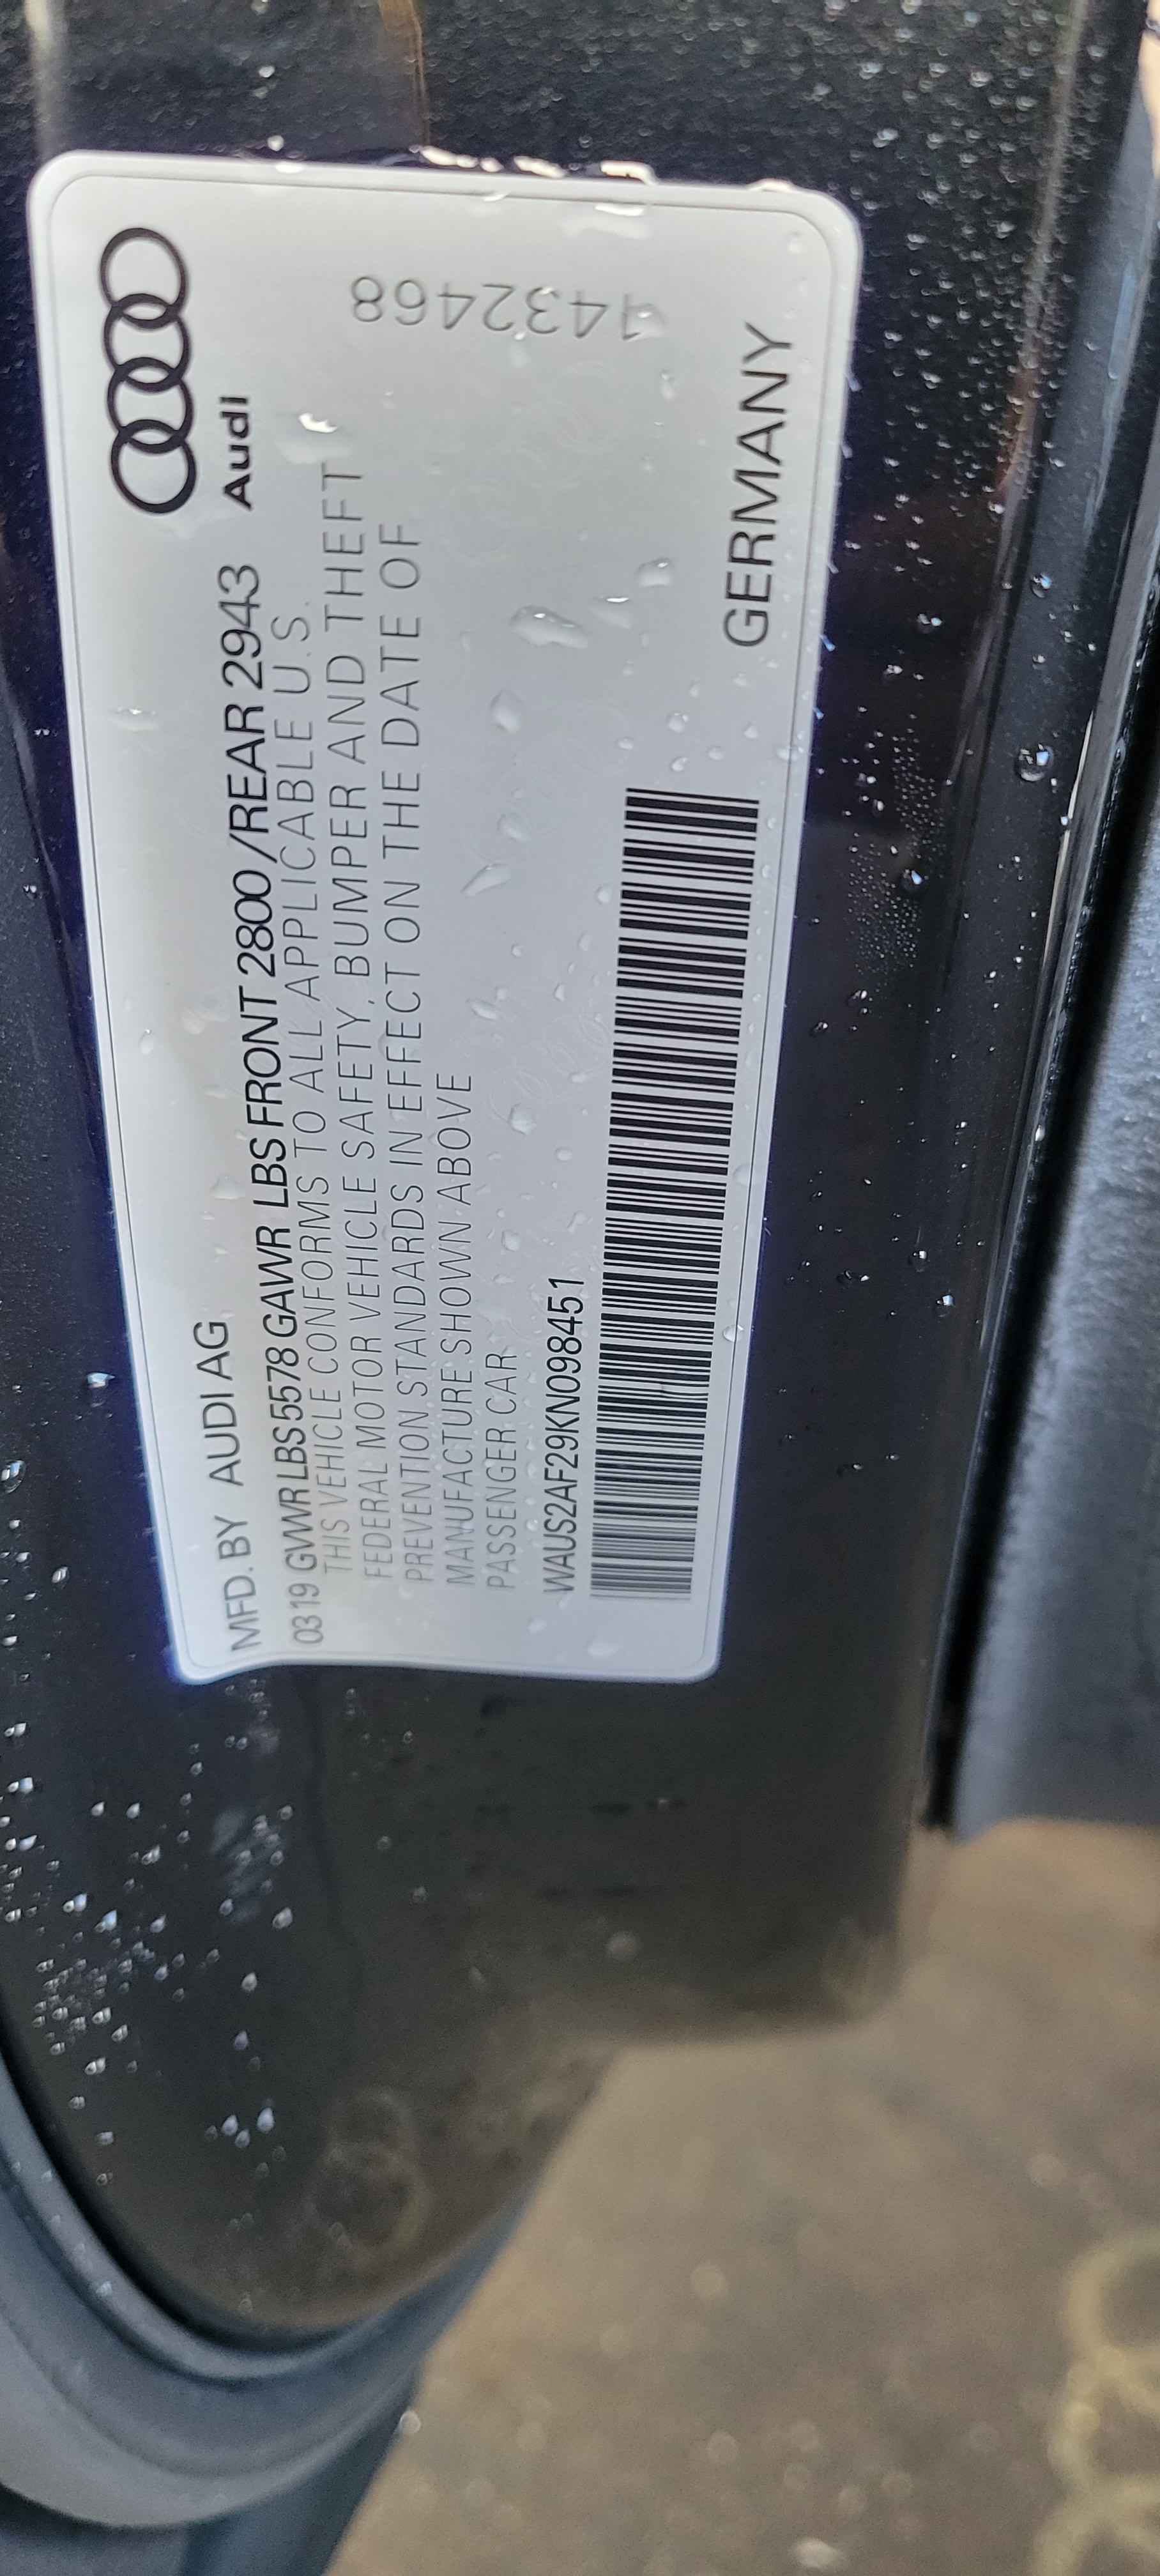 MFD. BY AUDI AG
Audi
03 19 GVWR LBS 5578 GAWR LBS FRONT 2800 /REAR 2943
THIS VEHICLE CONFORMS TO ALL APPLICABLE U.S.
FEDERAL MOTOR VEHICLE SAFETY, BUMPER AND THEFT
PREVENTION STANDARDS IN EFFECT ON THE DATE OF
MANUFACTURE SHOWN ABOVE
PASSENGER CAR
WAUS2AF29KN098451
GERMANY
1432468